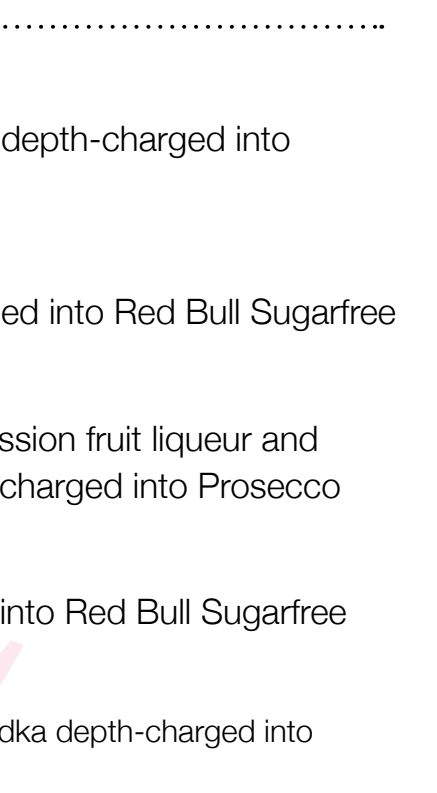 depth-charged into
ed into Red Bull Sugarfree
ssion fruit liqueur and
charged into Prosecco
into Red Bull Sugarfree
dka depth-charged into